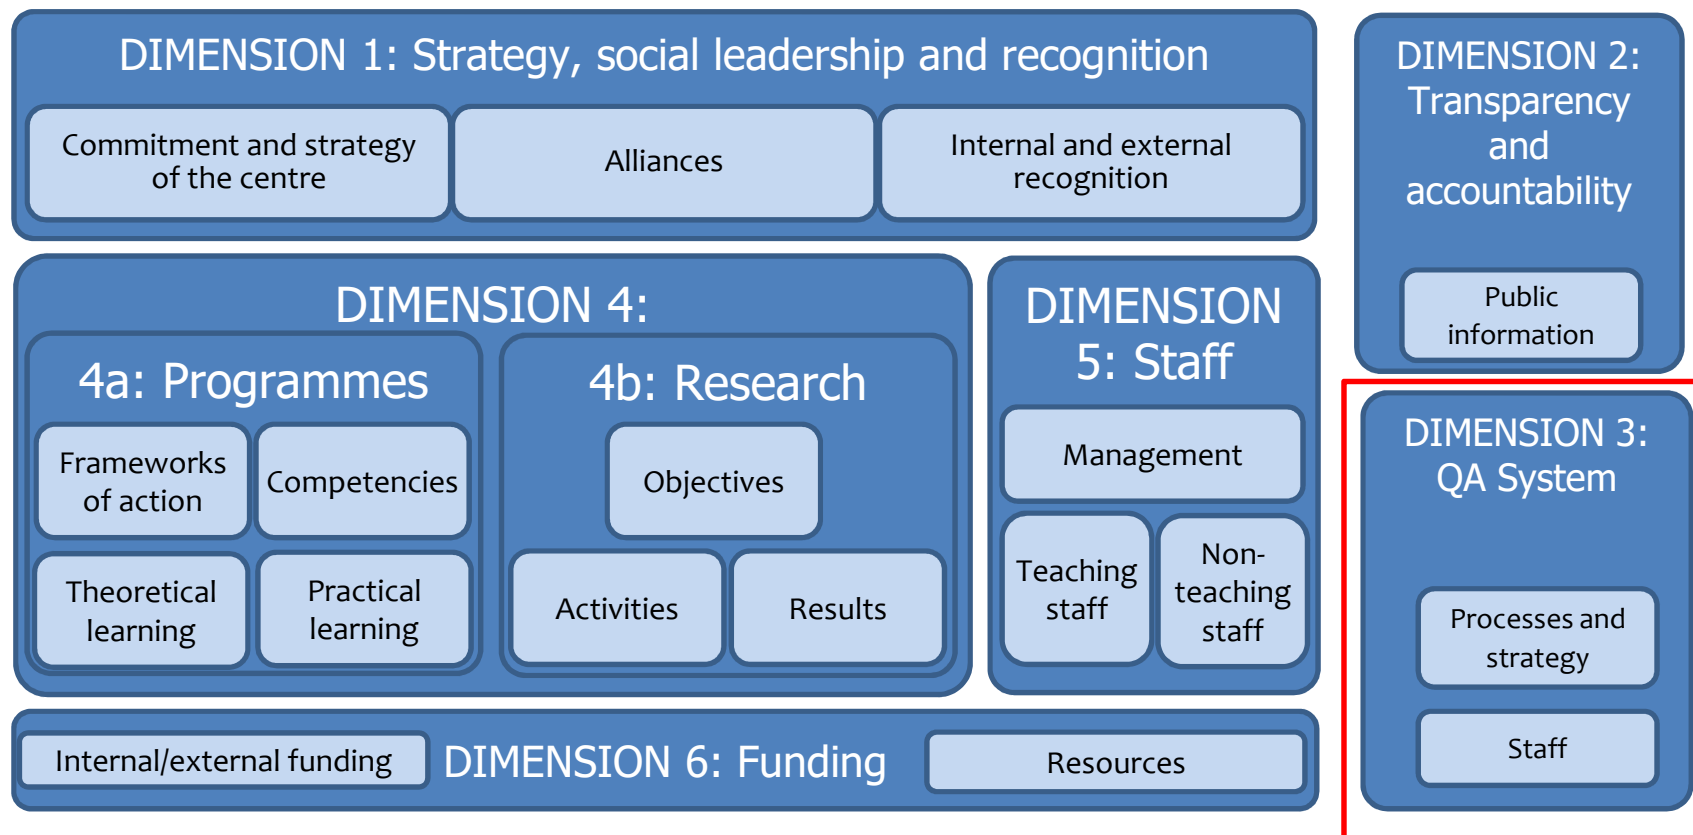 DIMENSION 1: Strategy, social leadership and recognition
Commitment and strategy
of the centre
Alliances
Internal and external
recognition
DIMENSION 2:
Transparency
and
accountability
Public
information
DIMENSION 4:
4a: Programmes
Frameworks
of action
Competencies
Theoretical
learning
Practical
learning
4b: Research
Objectives
Activities
Results
DIMENSION
5: Staff
Management
Teaching
staff
Non-
teaching
staff
DIMENSION 3:
QA System
Processes and
strategy
Staff
Internal/external funding
DIMENSION 6: Funding
Resources